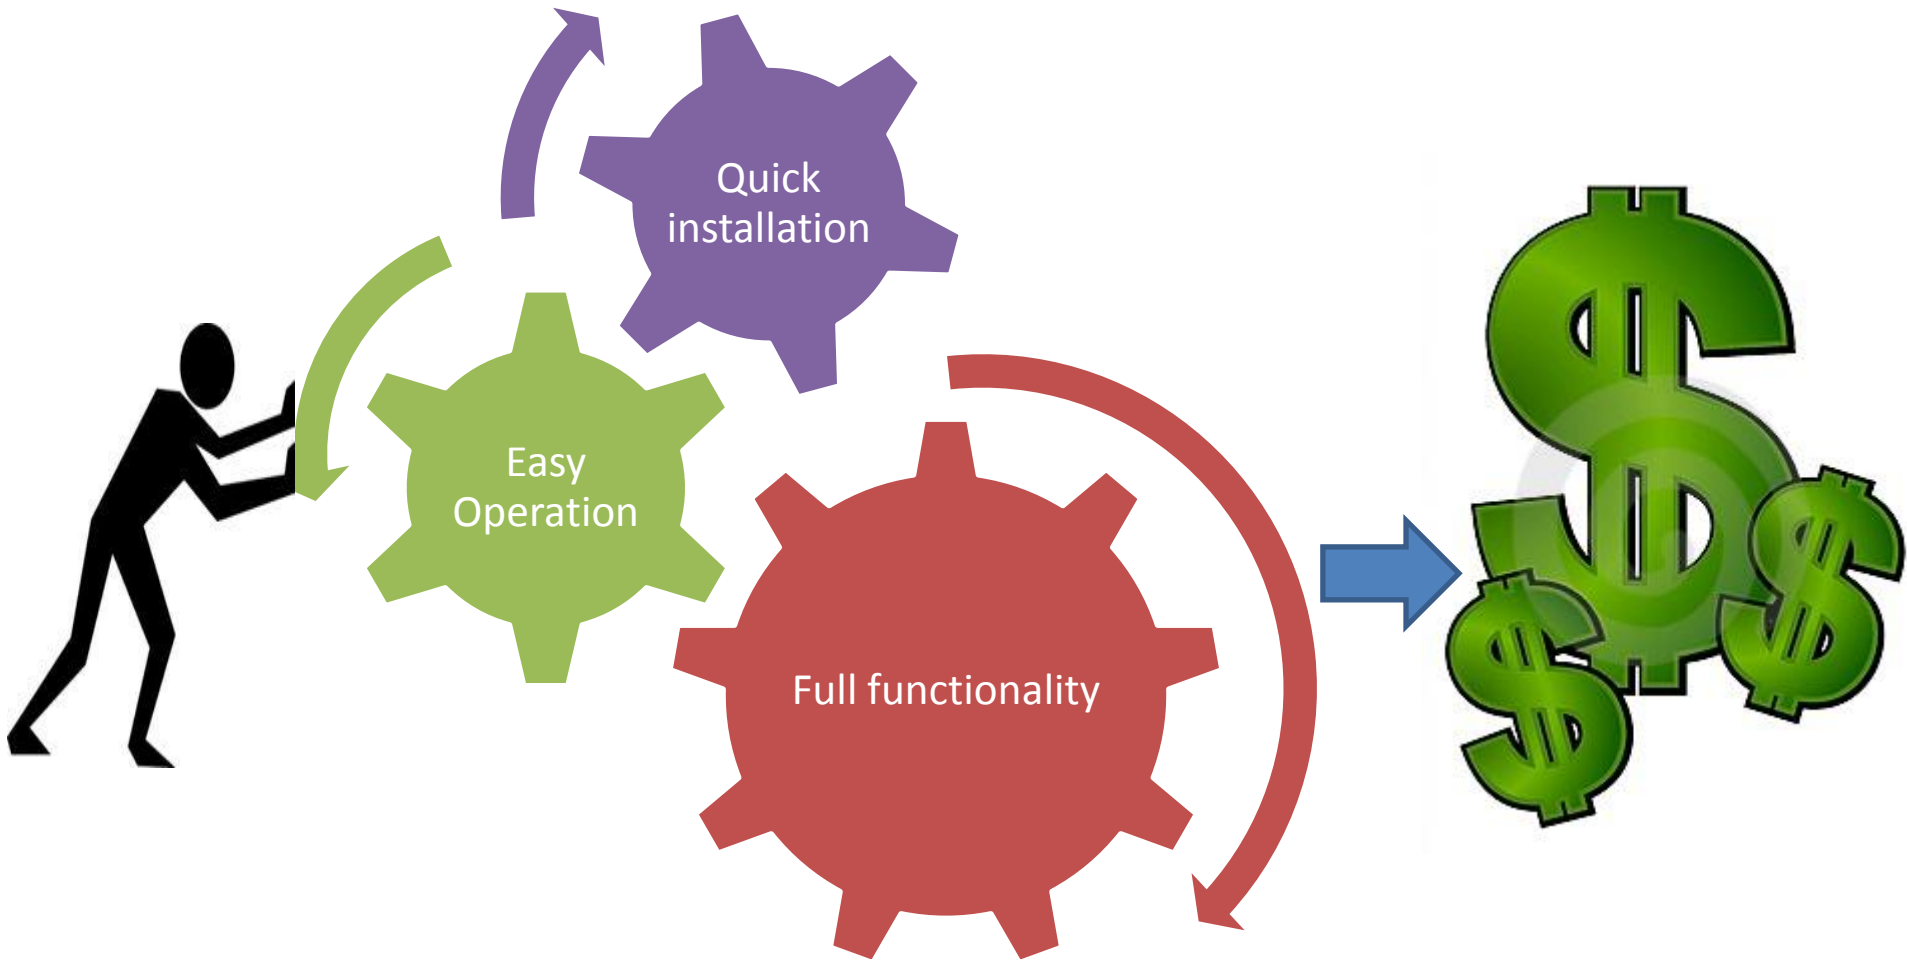 Quick
installation
Easy
Operation
Full functionality